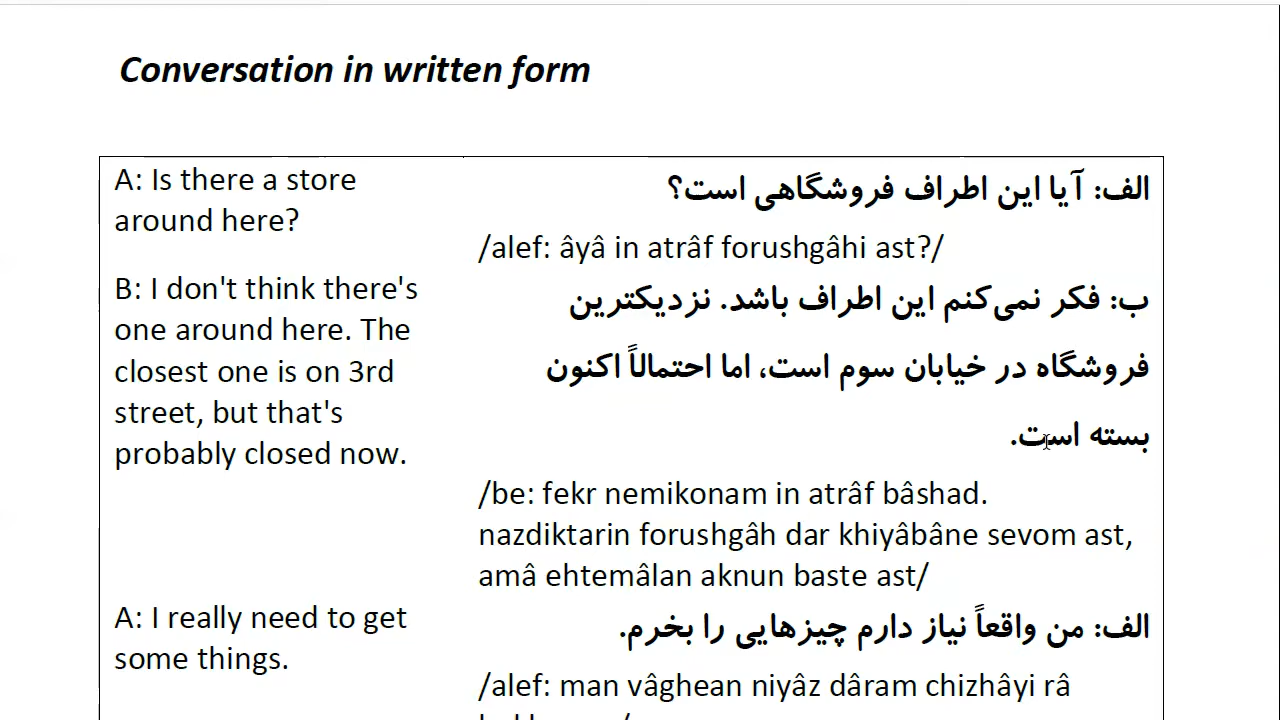 Conversation in written form
A: Is there a store
around here?
الف: آیا این اطراف فروشگاهی است؟
/alef: âyâ in atrâf forushgâhi ast?/
B: I don't think there's
one around here. The
closest one is on 3rd
street, but that's
probably closed now.
ب: فکر نمی‌کنم این اطراف باشد. نزدیکترین
فروشگاه در خیابان سوم است، اما احتمالاً اکنون
بسته است.
/be: fekr nemikonam in atrâf bâshad.
nazdiktarin forushgâh dar khiyâbâne sevom ast,
amâ ehtemâlan aknun baste ast/
A: I really need to get
some things.
الف: من واقعاً نیاز دارم چیزهایی را بخرم.
/alef: man vâghean niyâz dâram chizhâyi râ